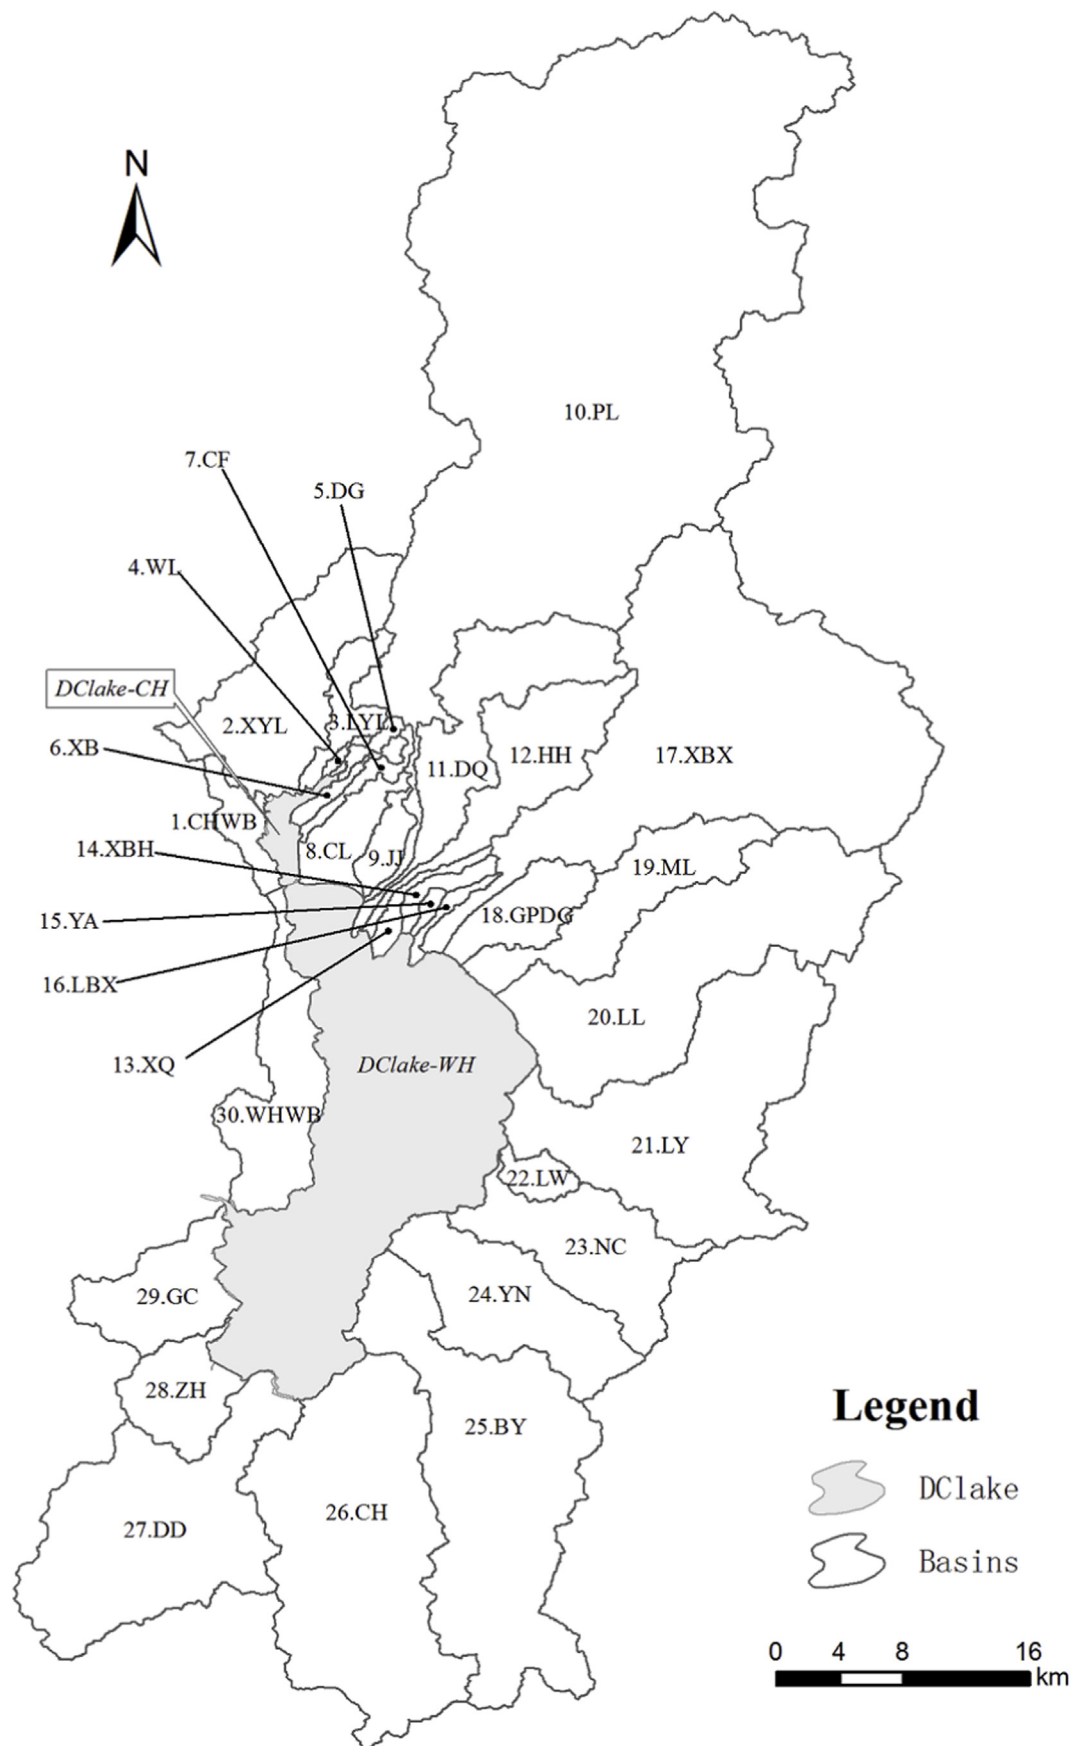 N
10.PL
7.CF
5.DG
4.WL
DClake-CH
2.XYL
3.LYL
6.XB
11.DQ
12.HH
17.XBX
1.CHWB
14.XBH
8.CL
9.JJ
19.ML
15.YA
18.GPDG
16.LBX
20.LL
13.XQ
DClake-WH
30.WHWB
21.LY
22.LW
23.NC
29.GC
24.YN
28.ZH
25.BY
Legend
DClake
26.CH
27.DD
Basins
0 4 8 16
km